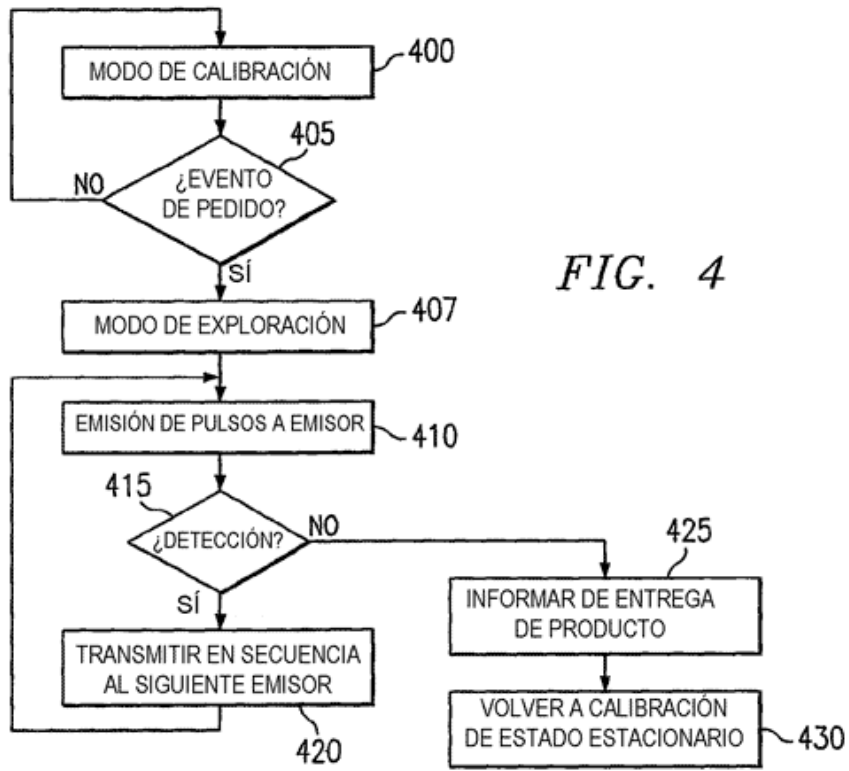 MODO DE CALIBRACIÓN
400
405
¿EVENTO
DE PEDIDO?
NO
SÍ
FIG. 4
MODO DE EXPLORACIÓN
407
EMISIÓN DE PULSOS A EMISOR
410
415
¿DETECCIÓN?
NO
SÍ
425
INFORMAR DE ENTREGA
DE PRODUCTO
TRANSMITIR EN SECUENCIA
AL SIGUIENTE EMISOR
420
VOLVER A CALIBRACIÓN
DE ESTADO ESTACIONARIO
430